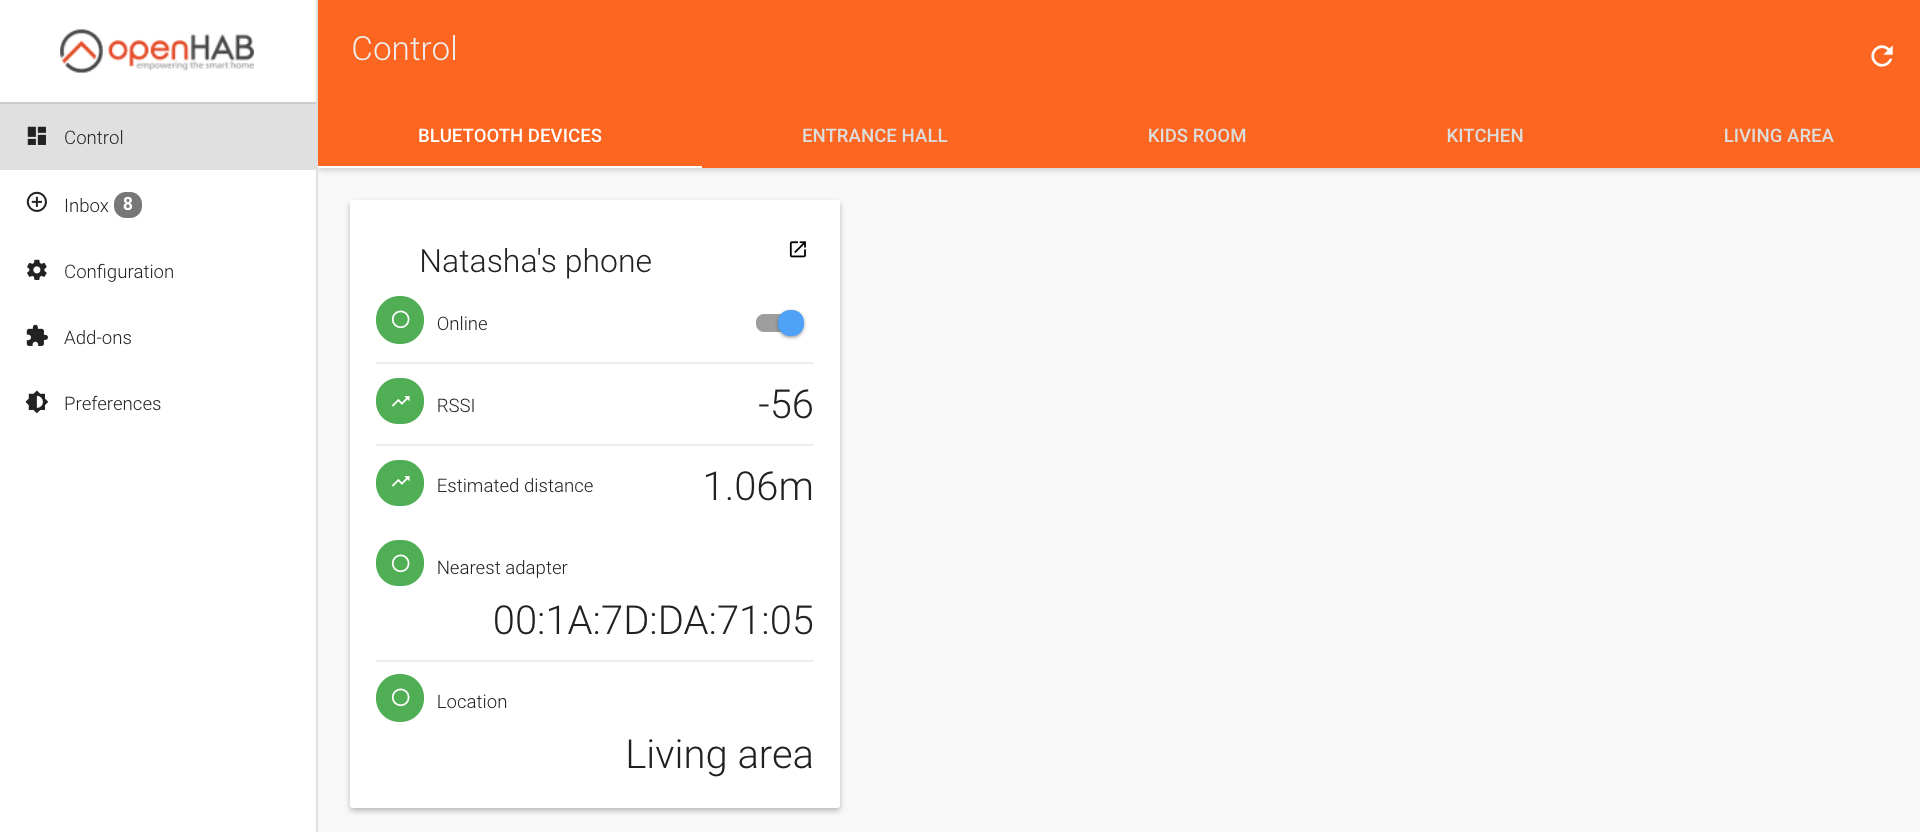 openHAB
empowering the smart home
Control
Inbox 8
Configuration
Add-ons
Preferences
Control
BLUETOOTH DEVICES ENTRANCE HALL KIDS ROOM KITCHEN LIVING AREA
Natasha's phone
Online
RSSI -56
Estimated distance 1.06m
Nearest adapter
00:1A:7D:DA:71:05
Location
Living area